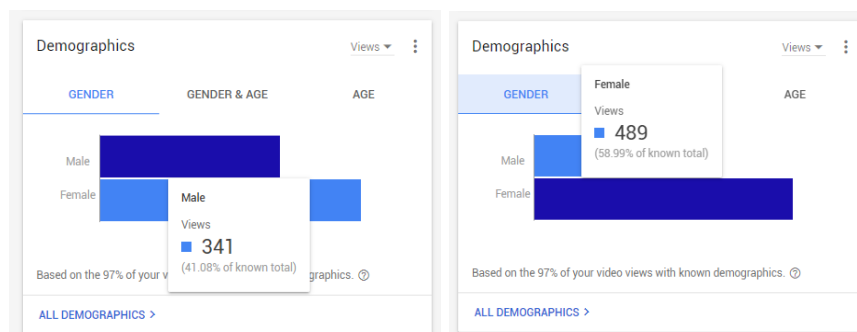 Demographics
Views
GENDER
GENDER & AGE
AGE
Male
Female
Male
Views
341
(41.08% of known total)
Based on the 97% of your v
graphics.
ALL DEMOGRAPHICS >
Demographics
Views
GENDER
AGE
Female
Views
489
(58.99% of known total)
Male
Female
Based on the 97% of your video views with known demographics.
ALL DEMOGRAPHICS >